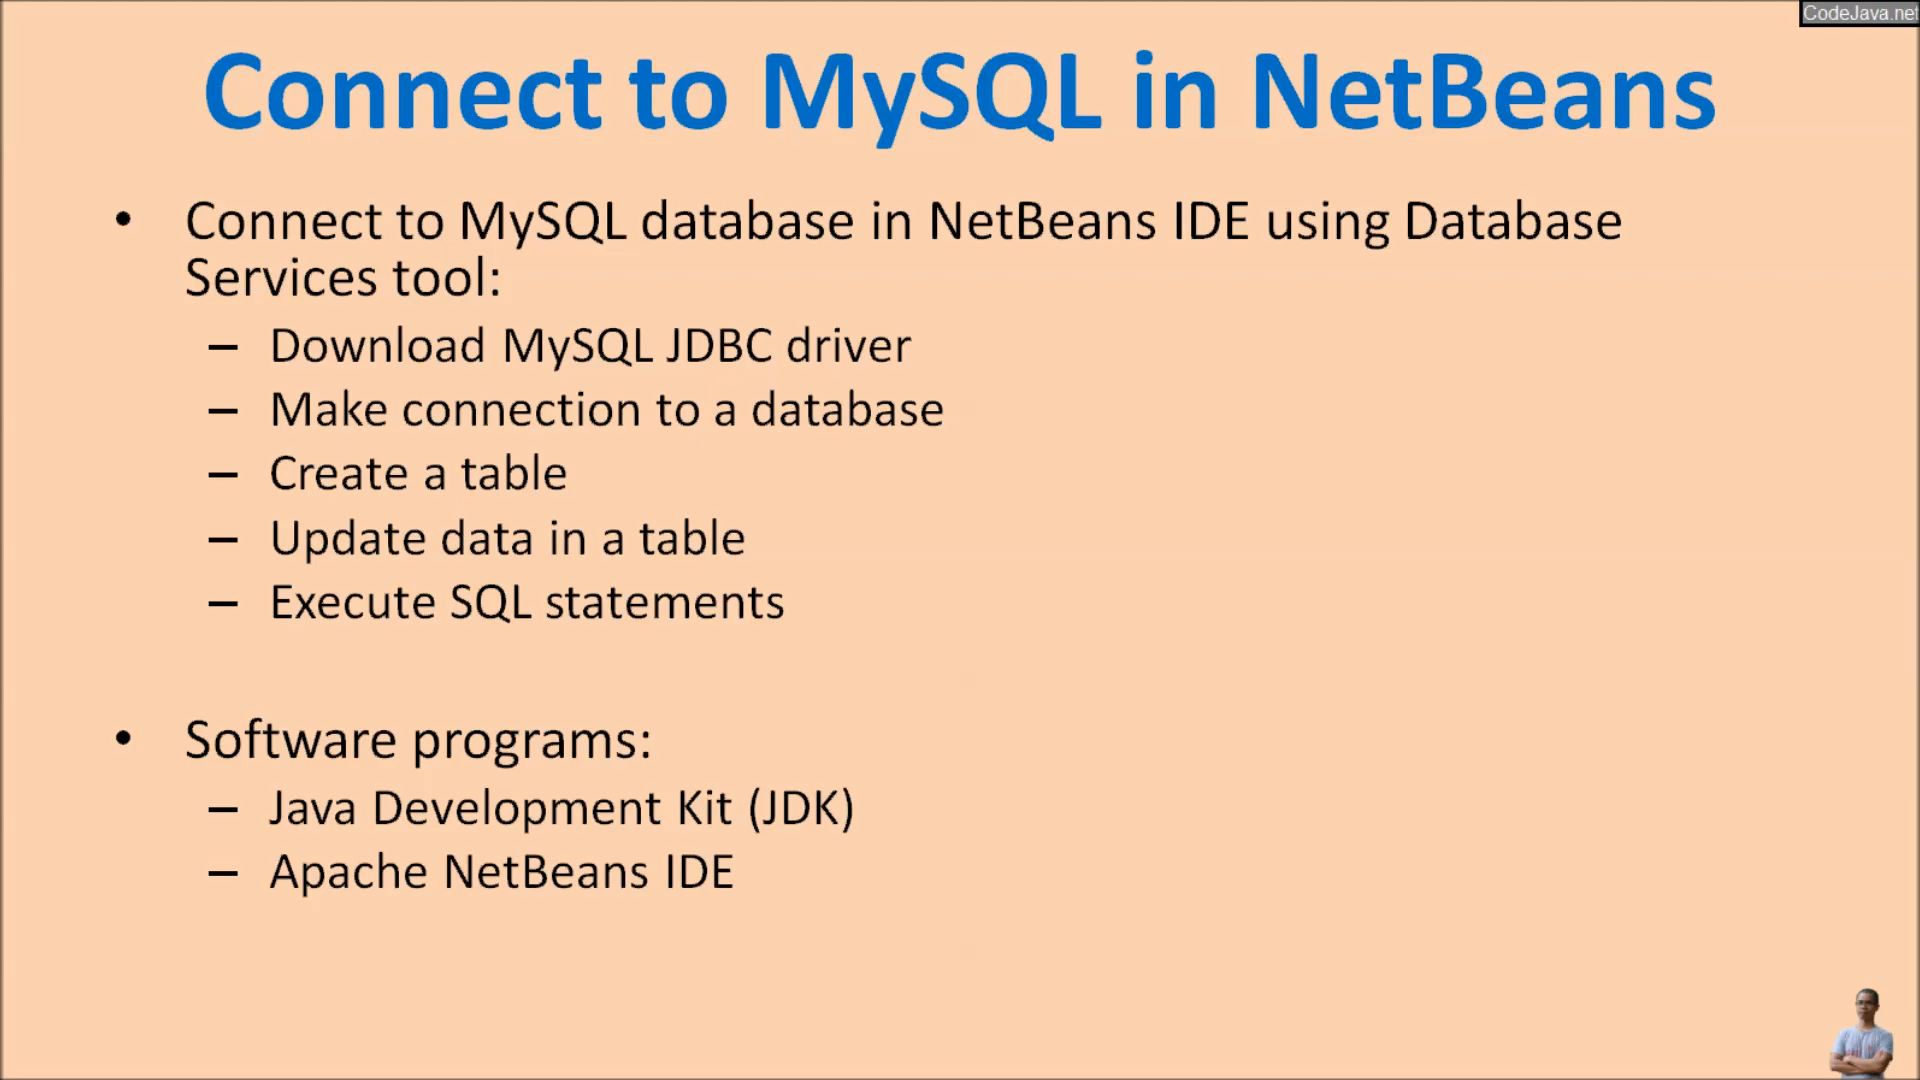 CodeJava.net
Connect to MySQL in NetBeans
• Connect to MySQL database in NetBeans IDE using Database
Services tool:
– Download MySQL JDBC driver
– Make connection to a database
– Create a table
– Update data in a table
– Execute SQL statements
• Software programs:
– Java Development Kit (JDK)
– Apache NetBeans IDE